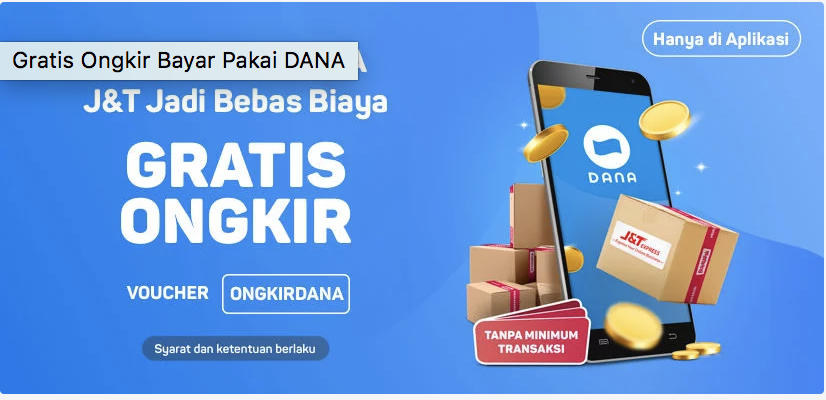 Hanya di Aplikasi
Gratis Ongkir Bayar Pakai DANA
J&T Jadi Bebas Biaya
GRATIS
ONGKIR
VOUCHER ONGKIRDANA
Syarat dan ketentuan berlaku
DANA
J&T EXPRESS
TANPA MINIMUM
TRANSAKSI